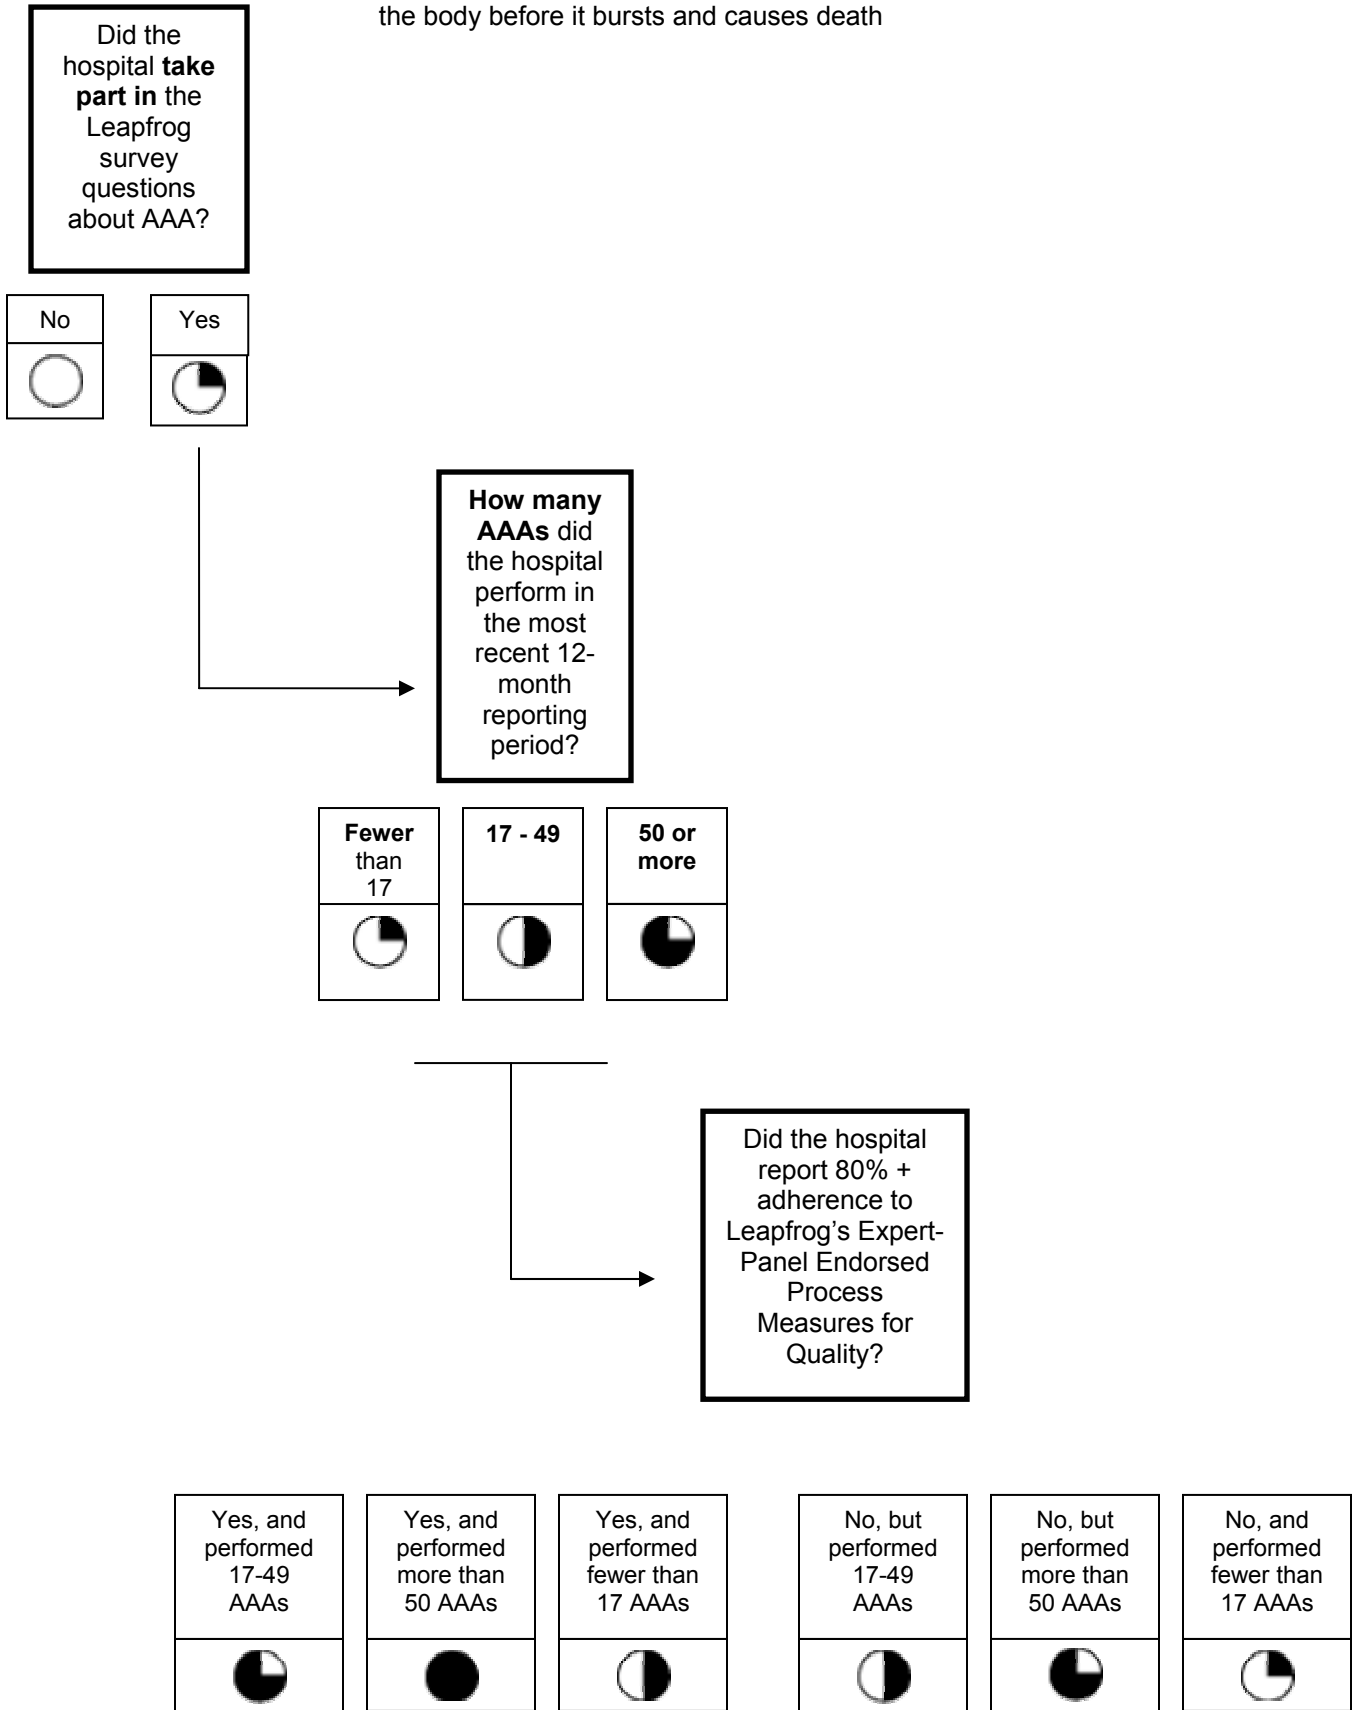 the body before it bursts and causes death
Did the
hospital take
part in the
Leapfrog
survey
questions
about AAA?
No
Yes
How many
AAAs did
the hospital
perform in
the most
recent 12-
month
reporting
period?
Fewer
than
17
17 - 49
50 or
more
Did the hospital
report 80% +
adherence to
Leapfrog’s Expert-
Panel Endorsed
Process
Measures for
Quality?
Yes, and
performed
17-49
AAAs
Yes, and
performed
more than
50 AAAs
Yes, and
performed
fewer than
17 AAAs
No, but
performed
17-49
AAAs
No, but
performed
more than
50 AAAs
No, and
performed
fewer than
17 AAAs